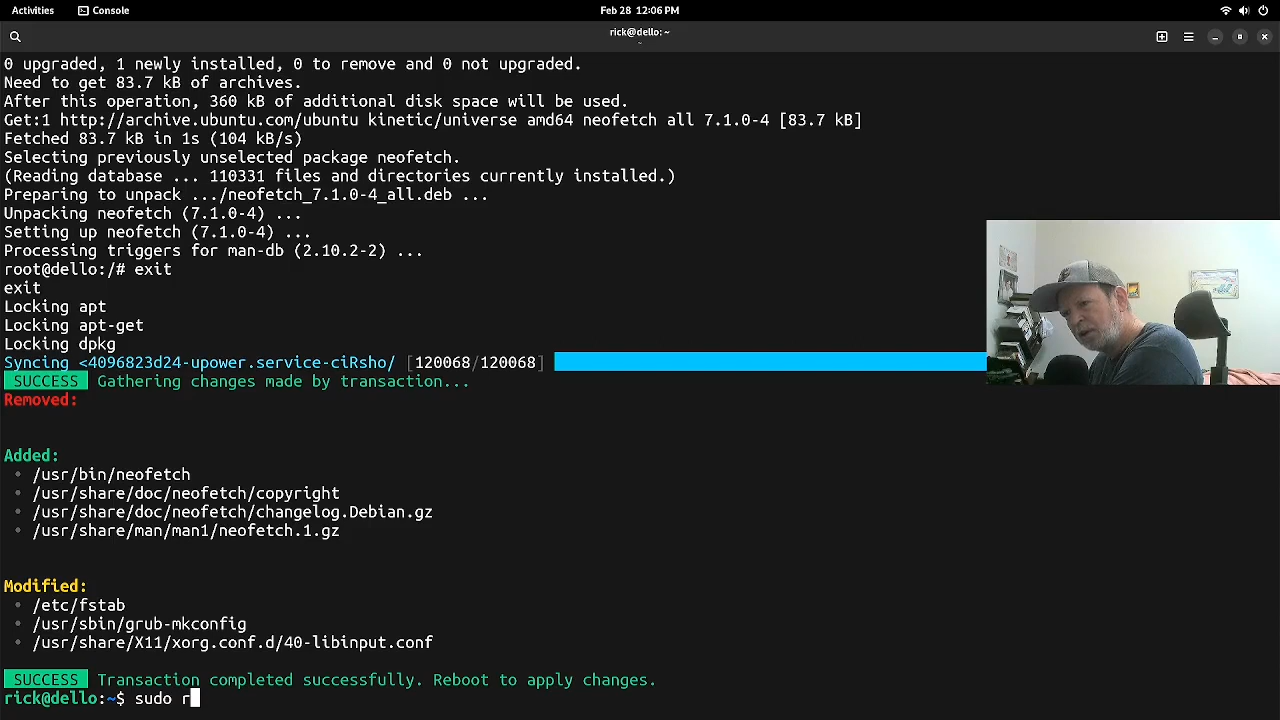 Activities
Console
Feb 28 12:06 PM
rick@dello: ~
~
0 upgraded, 1 newly installed, 0 to remove and 0 not upgraded.
Need to get 83.7 kB of archives.
After this operation, 360 kB of additional disk space will be used.
Get:1 http://archive.ubuntu.com/ubuntu kinetic/universe amd64 neofetch all 7.1.0-4 [83.7 kB]
Fetched 83.7 kB in 1s (104 kB/s)
Selecting previously unselected package neofetch.
(Reading database ... 110331 files and directories currently installed.)
Preparing to unpack .../neofetch_7.1.0-4_all.deb ...
Unpacking neofetch (7.1.0-4) ...
Setting up neofetch (7.1.0-4) ...
Processing triggers for man-db (2.10.2-2) ...
root@dello:/# exit
exit
Locking apt
Locking apt-get
Locking dpkg
Syncing <4096823d24-upower.service-ciRsho/ [120068/120068]
SUCCESS Gathering changes made by transaction...
Removed:
Added:
• /usr/bin/neofetch
• /usr/share/doc/neofetch/copyright
• /usr/share/doc/neofetch/changelog.Debian.gz
• /usr/share/man/man1/neofetch.1.gz
Modified:
• /etc/fstab
• /usr/sbin/grub-mkconfig
• /usr/share/X11/xorg.conf.d/40-libinput.conf
SUCCESS Transaction completed successfully. Reboot to apply changes.
rick@dello:~$ sudo r